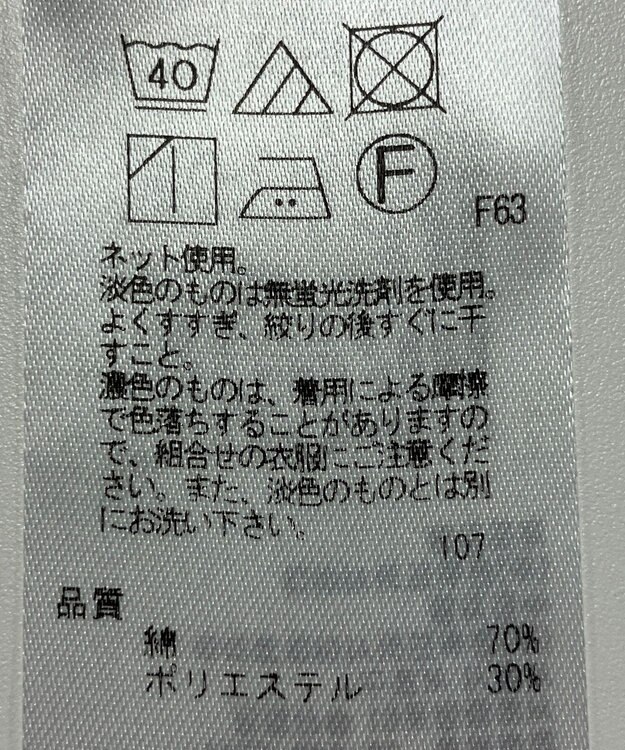 40
F
F63
ネット使用。
淡色のものは無蛍光洗剤を使用。
よくすすぎ、絞りの後すぐに干
すこと。
濃色のものは、着用による摩擦
で色落ちすることがありますの
で、組合せの衣服にご注意くだ
さい。また、淡色のものとは別
にお洗い下さい。
107
品質
綿 70%
ポリエステル 30%